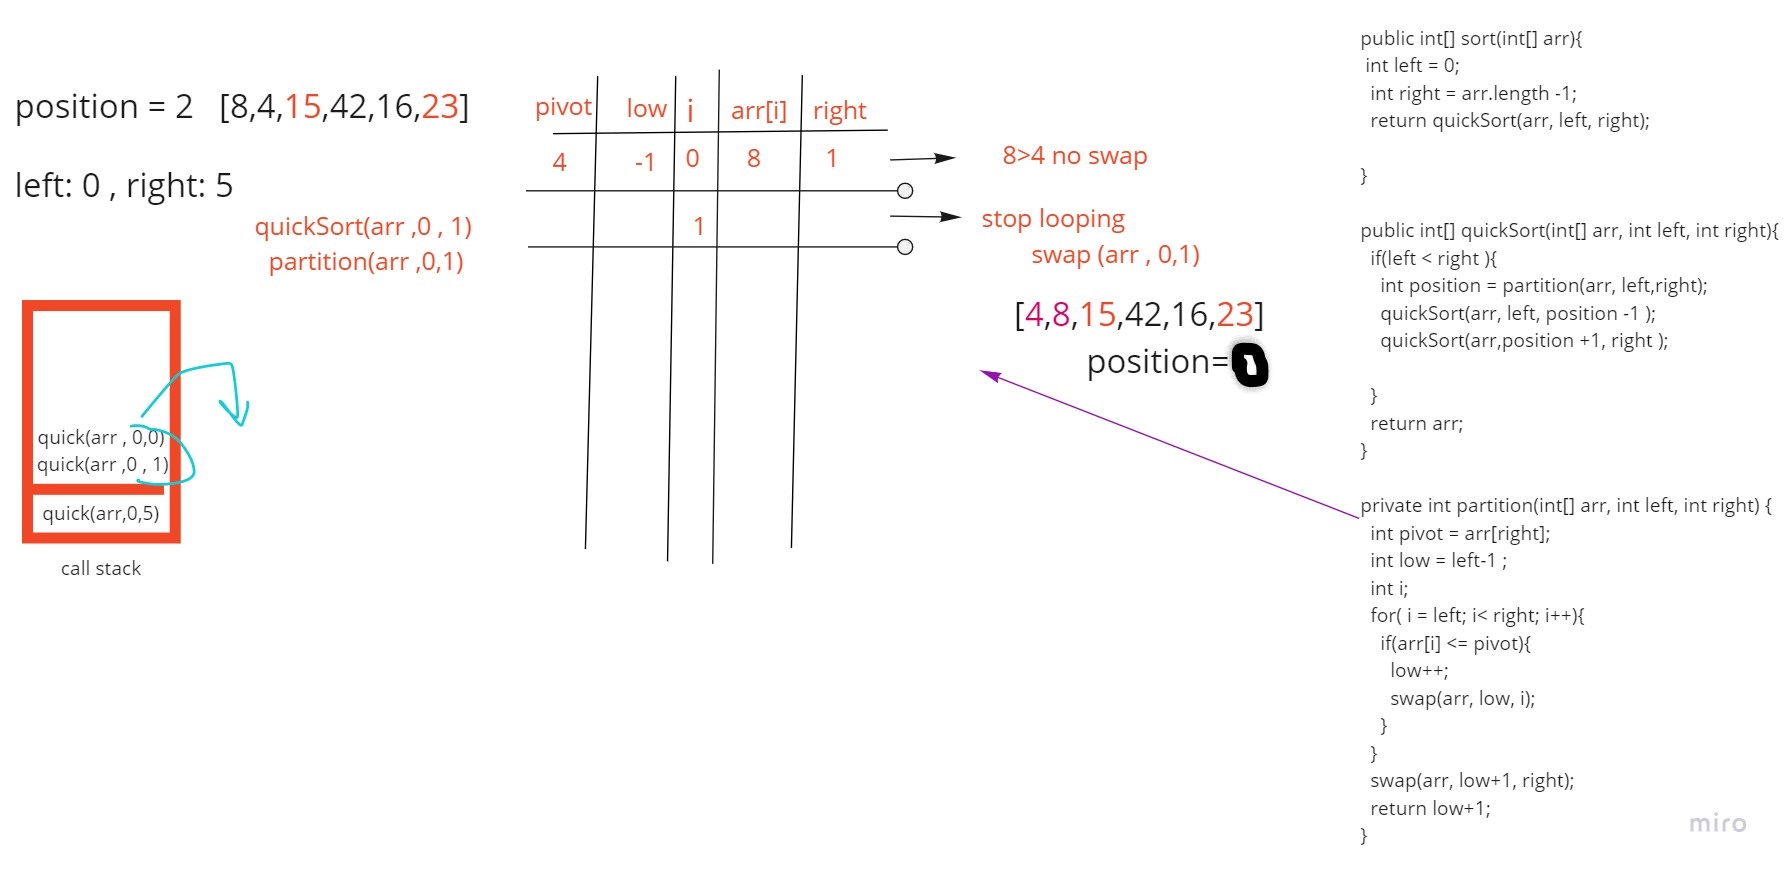 position = 2 [8,4,15,42,16,23]
left: 0 , right: 5
quickSort(arr ,0 , 1)
partition(arr ,0,1)
pivot low i arr[i] right
4 -1 0 8 1
1
8>4 no swap
stop looping
swap (arr , 0,1)
[4,8,15,42,16,23]
position=
quick(arr , 0,0)
quick(arr ,0 , 1)
quick(arr,0,5)
call stack
public int[] sort(int[] arr){
int left = 0;
int right = arr.length -1;
return quickSort(arr, left, right);
}
public int[] quickSort(int[] arr, int left, int right){
if(left < right ){
int position = partition(arr, left,right);
quickSort(arr, left, position -1 );
quickSort(arr,position +1, right );
}
return arr;
}
private int partition(int[] arr, int left, int right) {
int pivot = arr[right];
int low = left-1 ;
int i;
for( i = left; i< right; i++){
if(arr[i] <= pivot){
low++;
swap(arr, low, i);
}
}
swap(arr, low+1, right);
return low+1;
}
miro